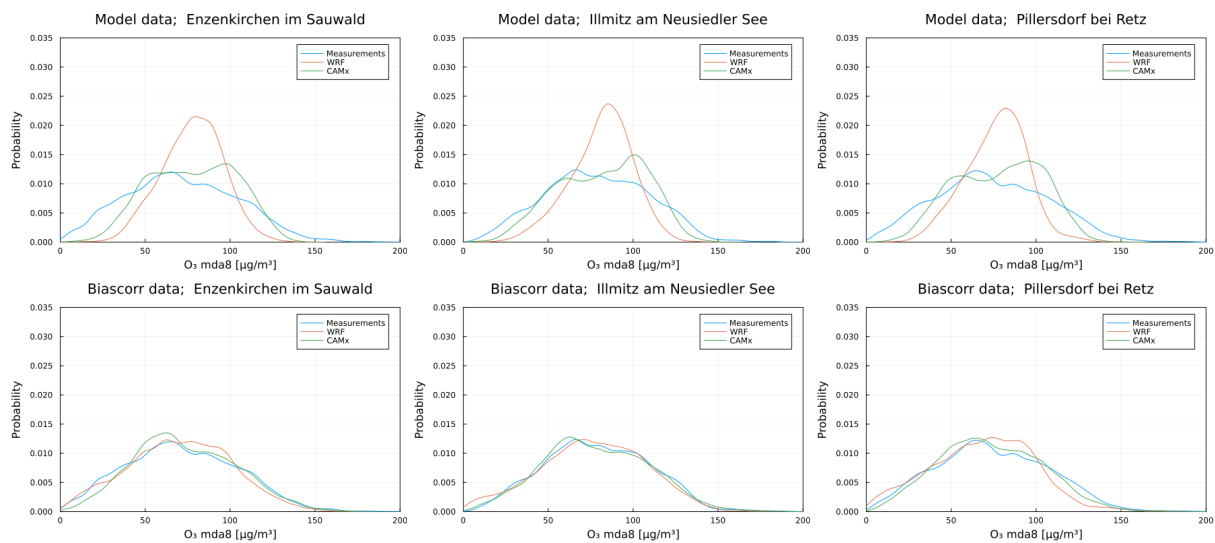 Model data;  Enzenkirchen im Sauwald
0.035
0.030
0.025
0.020
0.015
0.010
0.005
0.000
Probability
Measurements
WRF
CAMx
0
50
100
150
200
O₃ mda8 [µg/m³]
Model data;  Illmitz am Neusiedler See
0.035
0.030
0.025
0.020
0.015
0.010
0.005
0.000
Probability
Measurements
WRF
CAMx
0
50
100
150
200
O₃ mda8 [µg/m³]
Model data;  Pillersdorf bei Retz
0.035
0.030
0.025
0.020
0.015
0.010
0.005
0.000
Probability
Measurements
WRF
CAMx
0
50
100
150
200
O₃ mda8 [µg/m³]
Biascorr data;  Enzenkirchen im Sauwald
0.035
0.030
0.025
0.020
0.015
0.010
0.005
0.000
Probability
Measurements
WRF
CAMx
0
50
100
150
200
O₃ mda8 [µg/m³]
Biascorr data;  Illmitz am Neusiedler See
0.035
0.030
0.025
0.020
0.015
0.010
0.005
0.000
Probability
Measurements
WRF
CAMx
0
50
100
150
200
O₃ mda8 [µg/m³]
Biascorr data;  Pillersdorf bei Retz
0.035
0.030
0.025
0.020
0.015
0.010
0.005
0.000
Probability
Measurements
WRF
CAMx
0
50
100
150
200
O₃ mda8 [µg/m³]